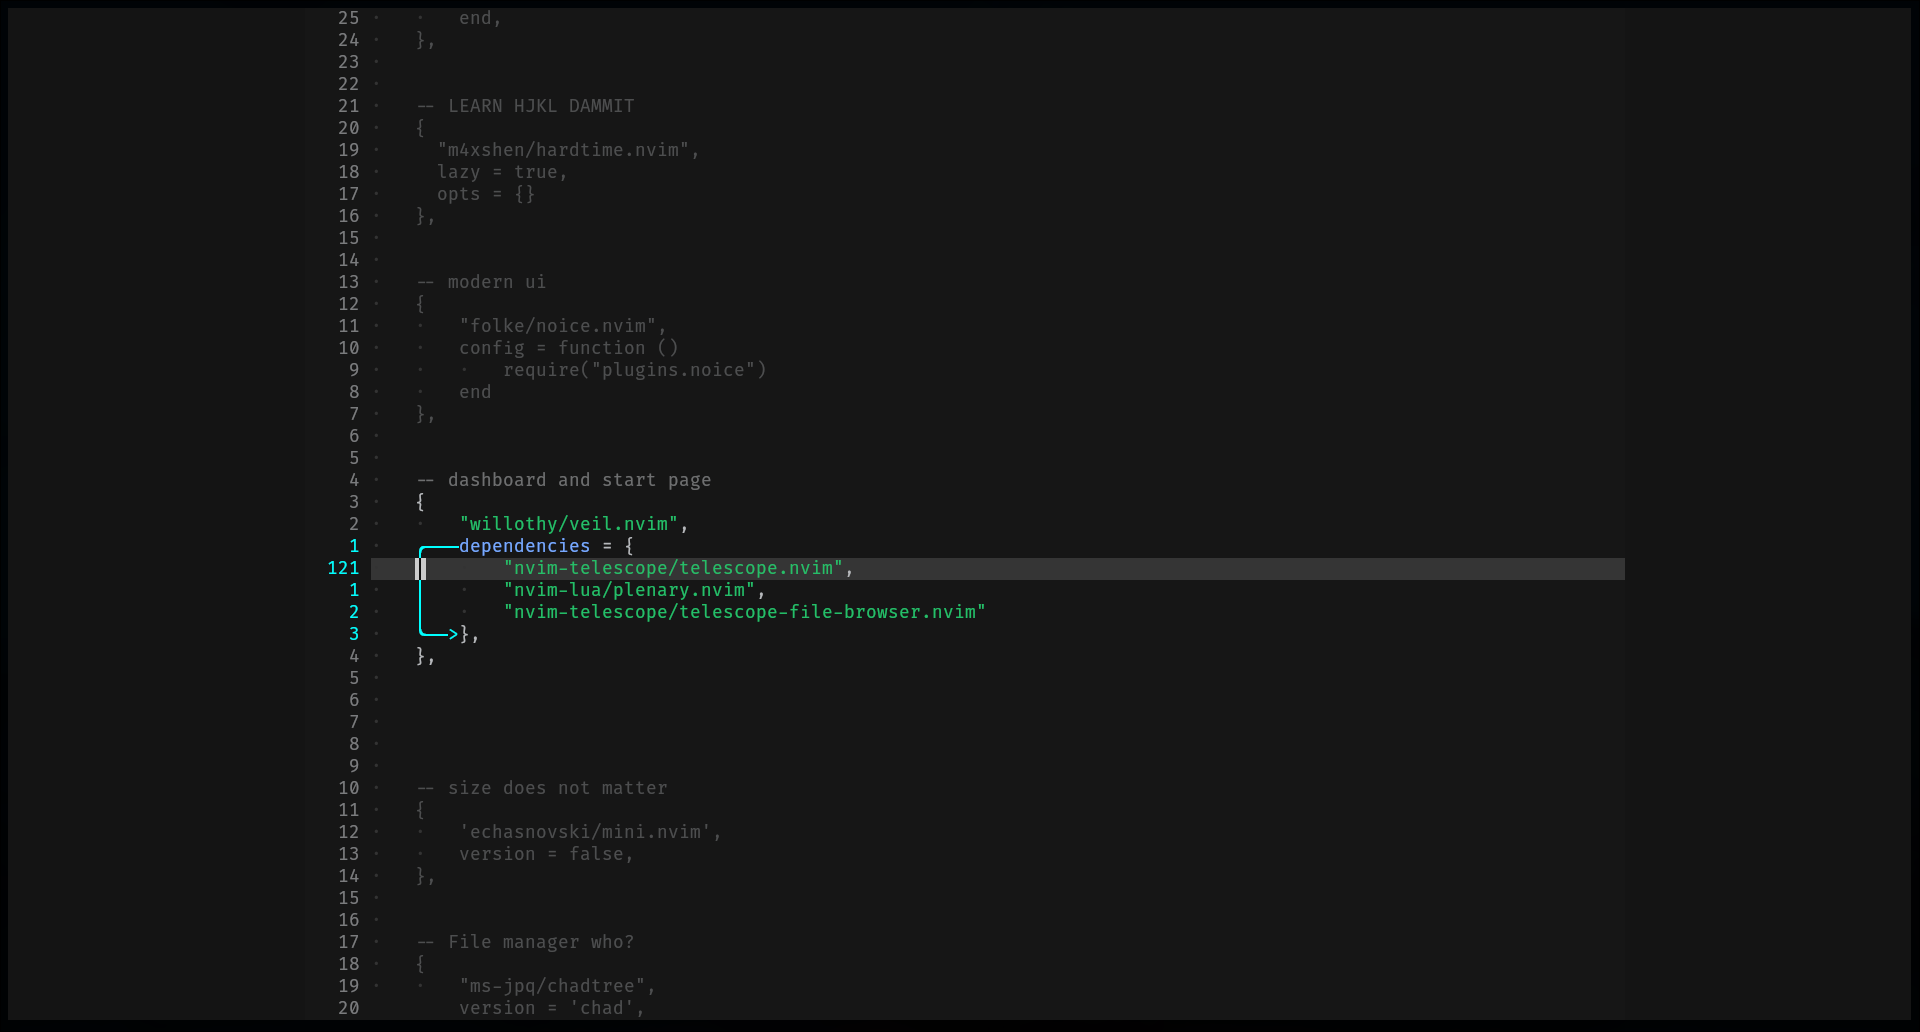 25 end,
24 },
23
22
21 -- LEARN HJKL DAMMIT
20 {
19 "m4xshen/hardtime.nvim",
18 lazy = true,
17 opts = {}
16 },
15
14
13 -- modern ui
12 {
11 "folke/noice.nvim",
10 config = function ()
9 require("plugins.noice")
8 end
7 },
6
5
4 -- dashboard and start page
3 {
2 "willothy/veil.nvim",
1 dependencies = {
121 "nvim-telescope/telescope.nvim",
1 "nvim-lua/plenary.nvim",
2 "nvim-telescope/telescope-file-browser.nvim"
3 },
4 },
5
6
7
8
9
10 -- size does not matter
11 {
12 'echasnovski/mini.nvim',
13 version = false,
14 },
15
16
17 -- File manager who?
18 {
19 "ms-jpq/chadtree",
20 version = 'chad',